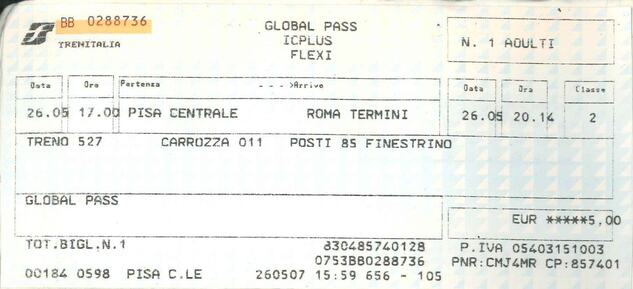 BB 0288736
TRENITALIA
GLOBAL PASS
ICPLUS
FLEXI
N. 1 ADULTI
Data Ora Partenza - - - >Arrivo Data Ora Classe
26.05 17.00 PISA CENTRALE ROMA TERMINI 26.05 20.14 2
TRENO 527 CARROZZA 011 POSTI 85 FINESTRINO
GLOBAL PASS
EUR *****5,00
TOT.BIGL.N.1 830485740128 P.IVA 05403151003
0753BB0288736 PNR:CMJ4MR CP:857401
00184 0598 PISA C.LE 260507 15:59 656 - 105